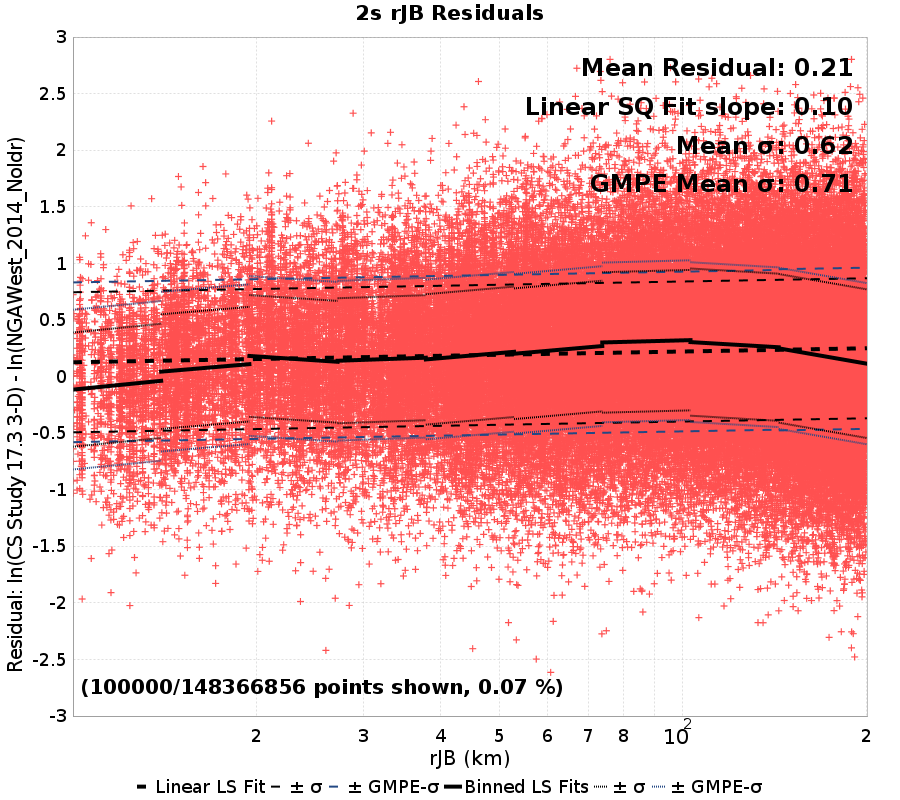 2s rJB Residuals
Residual: ln(CS Study 17.3 3-D) - ln(NGAWest_2014_NoIdr)
3
2.5
2
1.5
1
0.5
0
-0.5
-1
-1.5
-2
-2.5
-3
Mean Residual: 0.21
Linear SQ Fit slope: 0.10
Mean σ: 0.62
GMPE Mean σ: 0.71
(100000/148366856 points shown, 0.07 %)
2 3 4 5 6 7 8 10² 2
rJB (km)
Linear LS Fit ± σ ± GMPE-σ Binned LS Fits ± σ ± GMPE-σ